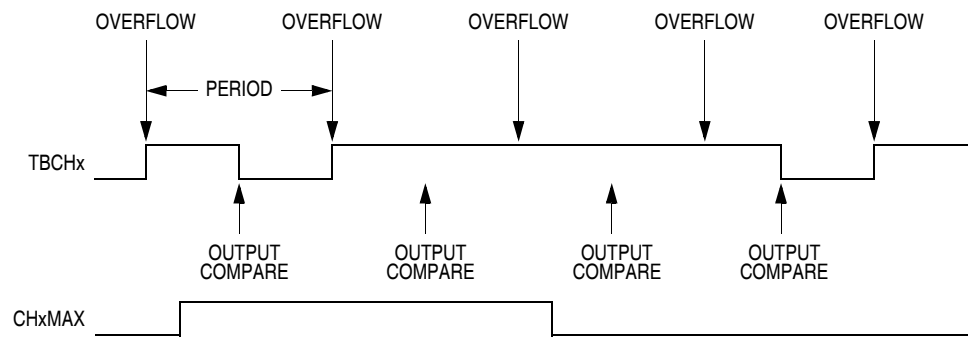 OVERFLOW OVERFLOW OVERFLOW OVERFLOW OVERFLOW
PERIOD
TBCHx
OUTPUT OUTPUT OUTPUT OUTPUT
COMPARE COMPARE COMPARE COMPARE
CHxMAX